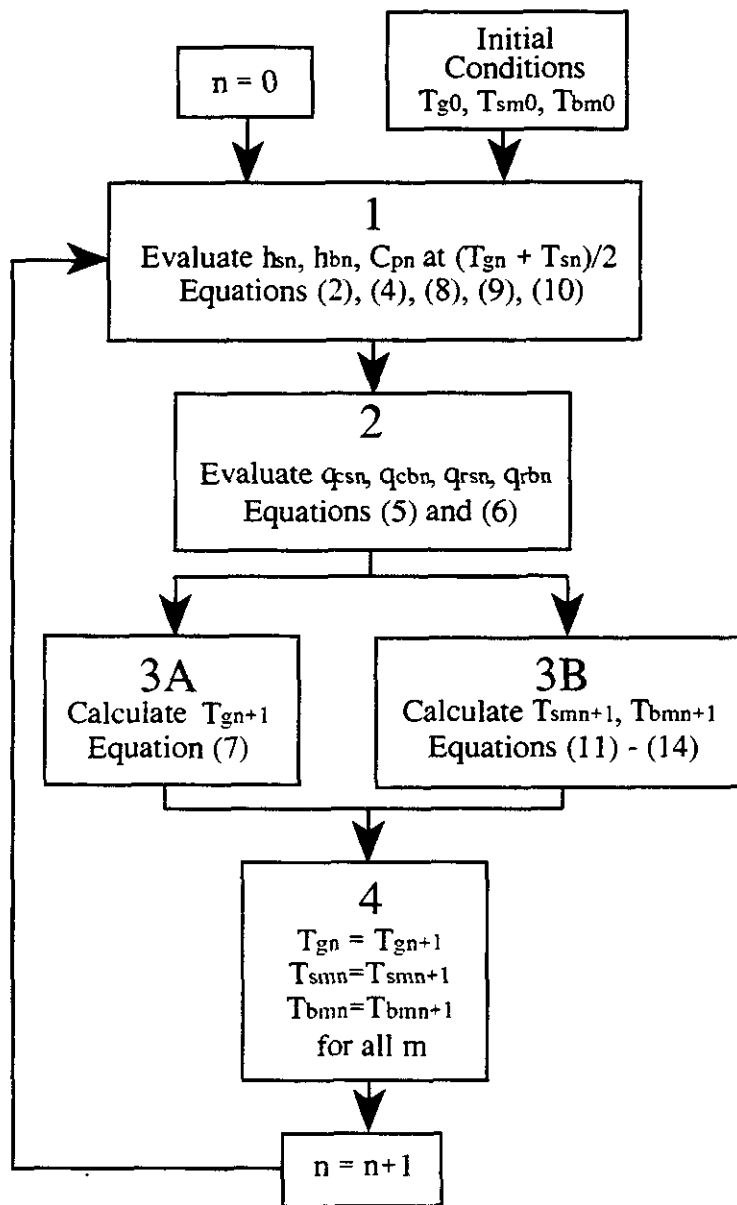 n = 0
Initial
Conditions
Tg0, Tsm0, Tbm0
1
Evaluate hsn, hbn, Cpn at (Tgn + Tsn)/2
Equations (2), (4), (8), (9), (10)
2
Evaluate qcsn, qcbn, qrsn, qrbn
Equations (5) and (6)
3A
Calculate Tgn+1
Equation (7)
3B
Calculate Tsmn+1, Tbmn+1
Equations (11) - (14)
4
Tgn = Tgn+1
Tsmn=Tsmn+1
Tbmn=Tbmn+1
for all m
n = n+1